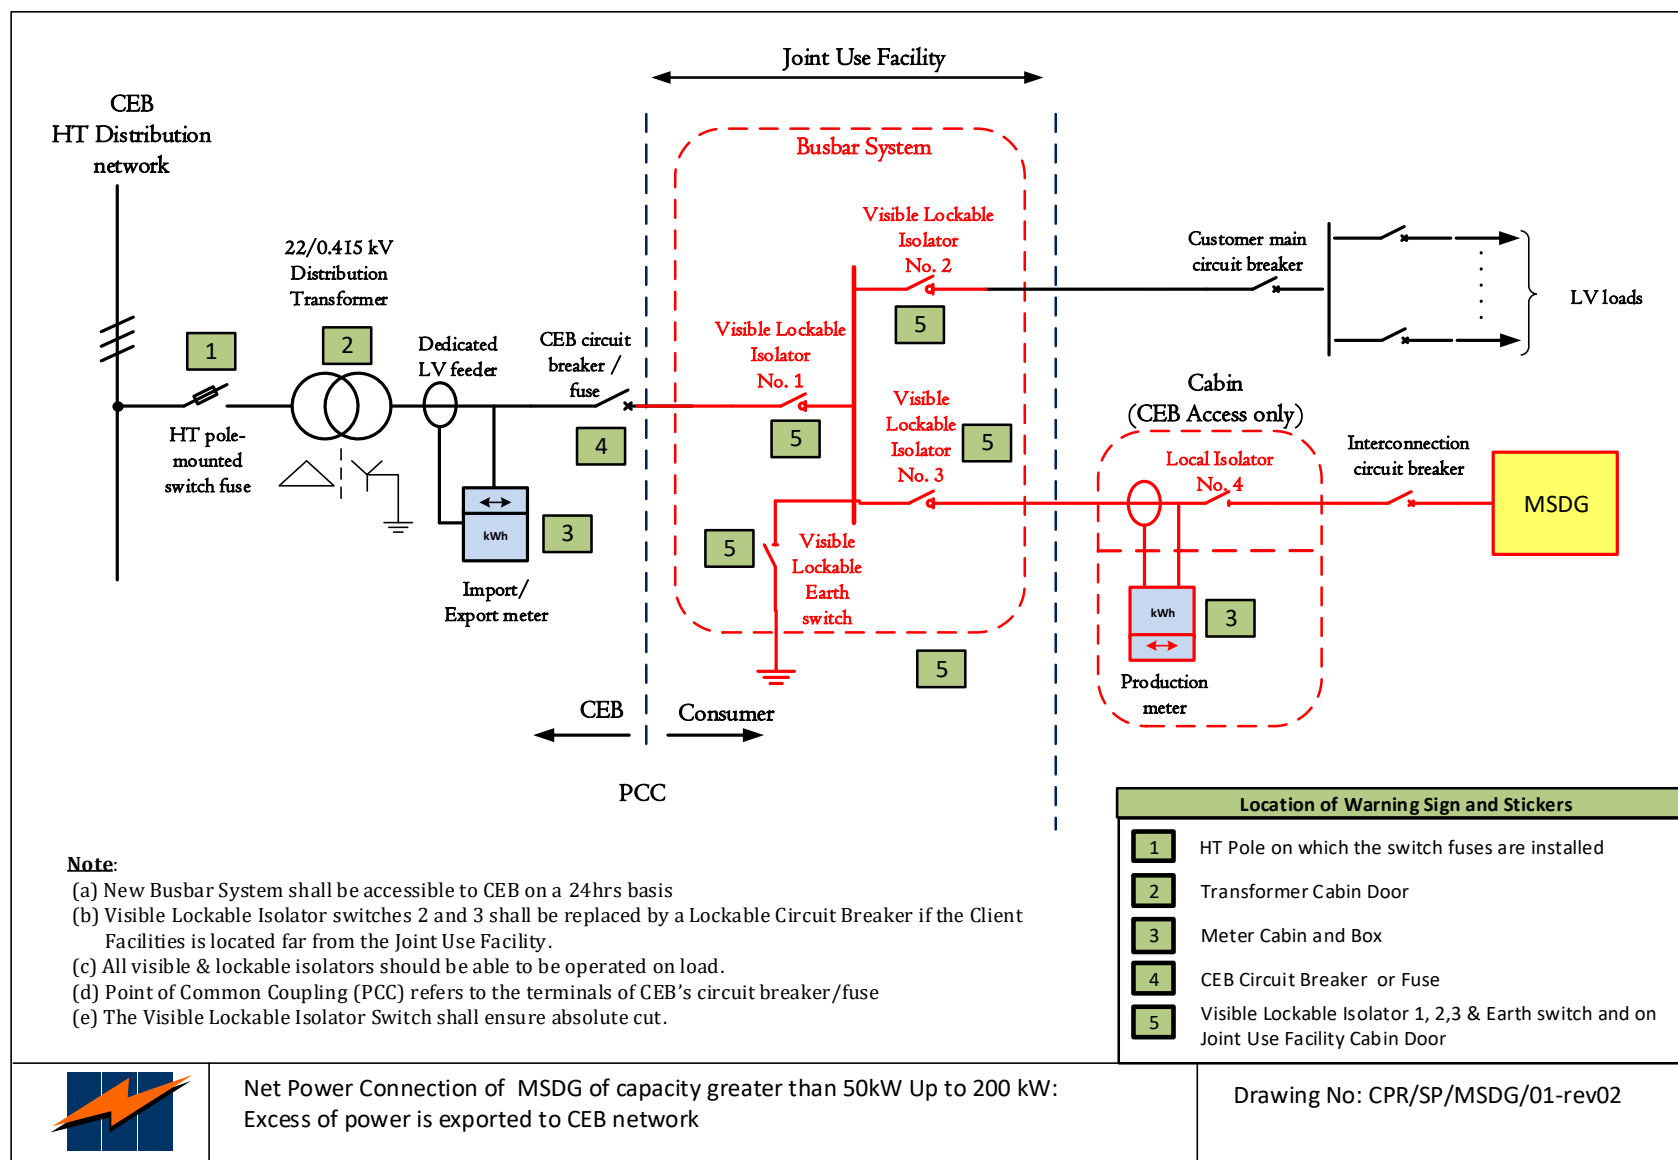 Joint Use Facility
CEB
HT Distribution
network
Busbar System
22/0.415 kV
Distribution
Transformer
Visible Lockable
Isolator
No. 2
Customer main
circuit breaker
LV loads
1
2
5
Dedicated
LV feeder
CEB circuit
breaker /
fuse
Visible Lockable
Isolator
No. 1
Visible
Lockable
Isolator
No. 3
Cabin
(CEB Access only)
HT pole-
mounted
switch fuse
4
5
5
Local Isolator
No. 4
Interconnection
circuit breaker
MSDG
kWh
3
5
Visible
Lockable
Earth
switch
Import/
Export meter
kWh
3
5
Production
meter
CEB
Consumer
PCC
Location of Warning Sign and Stickers
1 HT Pole on which the switch fuses are installed
2 Transformer Cabin Door
3 Meter Cabin and Box
4 CEB Circuit Breaker or Fuse
5 Visible Lockable Isolator 1, 2,3 & Earth switch and on
Joint Use Facility Cabin Door
Note:
(a) New Busbar System shall be accessible to CEB on a 24hrs basis
(b) Visible Lockable Isolator switches 2 and 3 shall be replaced by a Lockable Circuit Breaker if the Client
Facilities is located far from the Joint Use Facility.
(c) All visible & lockable isolators should be able to be operated on load.
(d) Point of Common Coupling (PCC) refers to the terminals of CEB's circuit breaker/fuse
(e) The Visible Lockable Isolator Switch shall ensure absolute cut.
Net Power Connection of MSDG of capacity greater than 50kW Up to 200 kW:
Excess of power is exported to CEB network
Drawing No: CPR/SP/MSDG/01-rev02